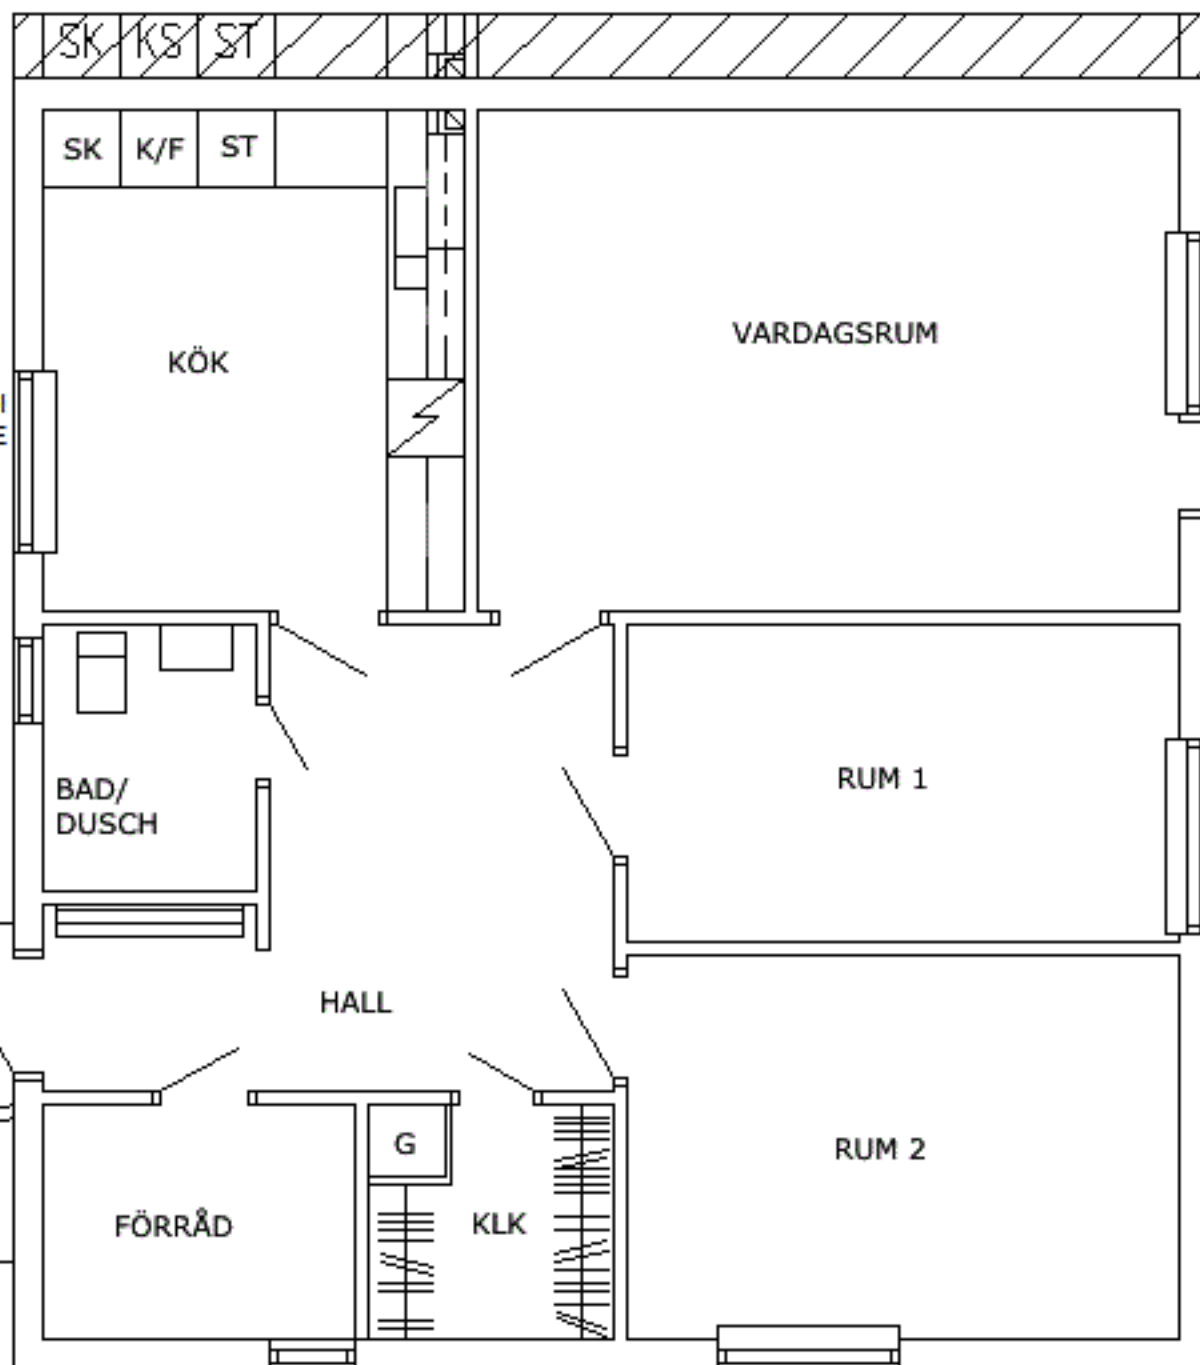 SK KS ST
SK K/F ST
KÖK
VARDAGSRUM
BAD/
DUSCH
RUM 1
HALL
RUM 2
G
KLK
FÖRRÅD